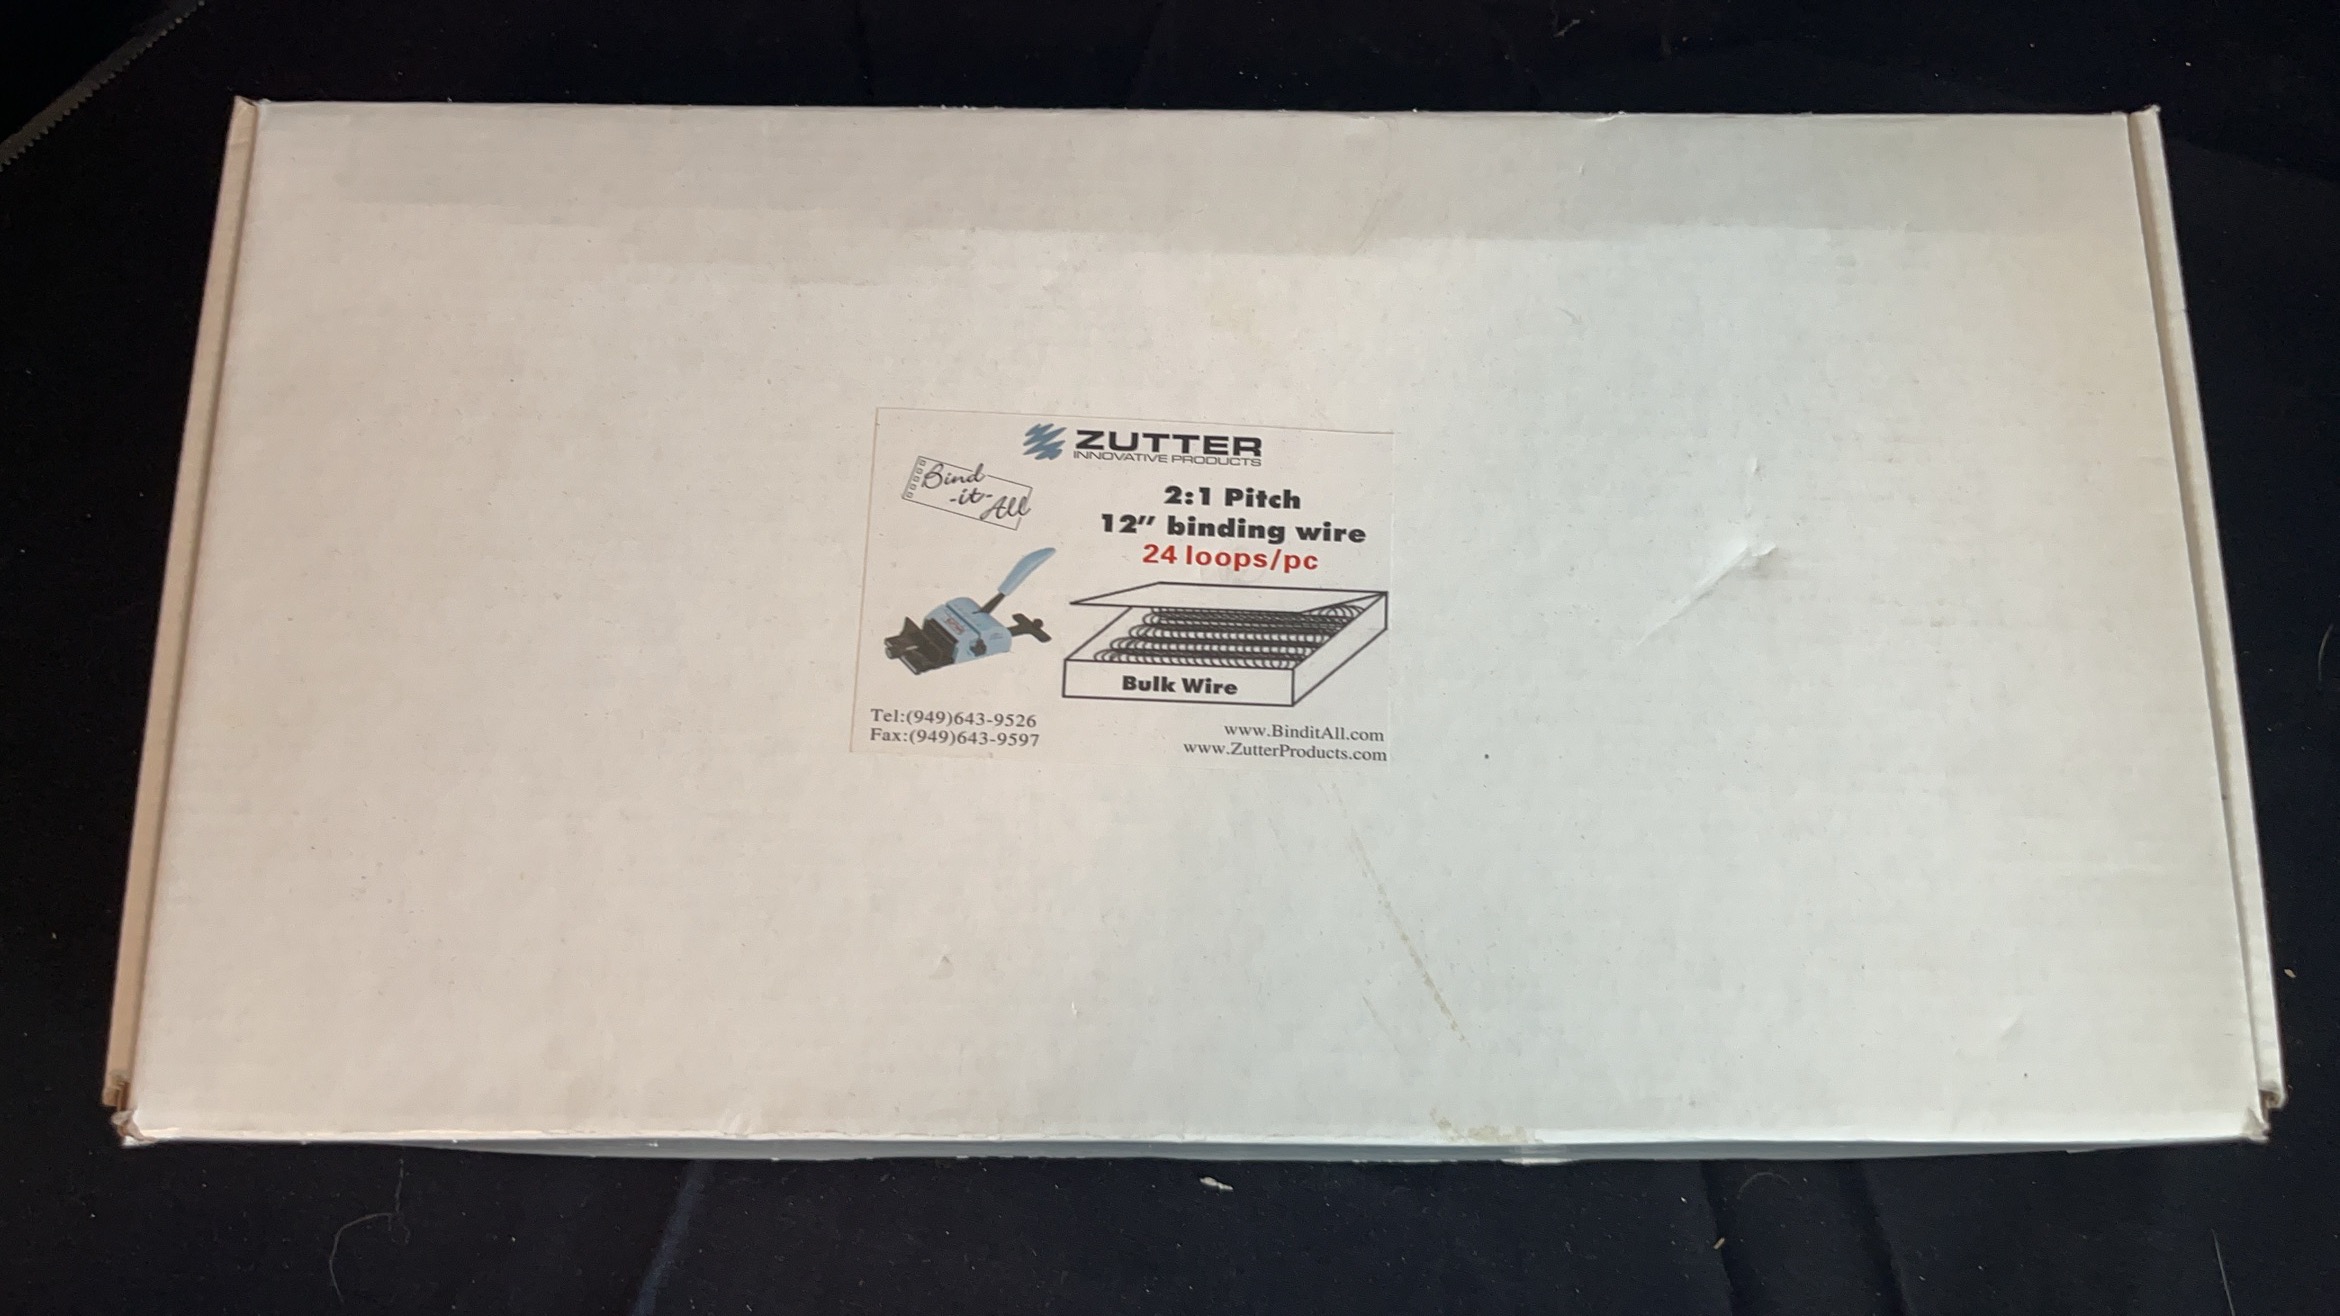 ZUTTER
INNOVATIVE PRODUCTS
Bind
-it-
All
2:1 Pitch
12" binding wire
24 loops/pc
Bulk Wire
Tel:(949)643-9526
Fax:(949)643-9597
www.BinditAll.com
www.ZutterProducts.com